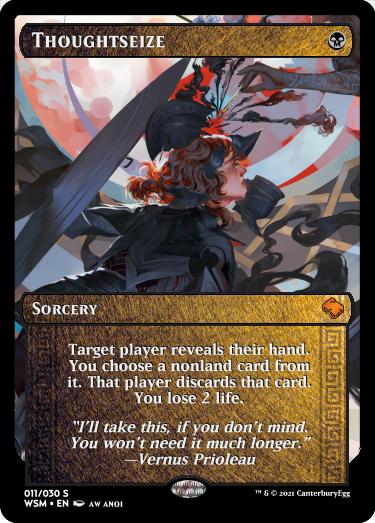 Thoughtseize
Sorcery
Target player reveals their hand.
You choose a nonland card from
it. That player discards that card.
You lose 2 life.
"I'll take this, if you don't mind.
You won't need it much longer."
—Vernus Prioleau
011/030 S
WSM • EN AW ANOI
™ & © 2021 CanterburyEgg